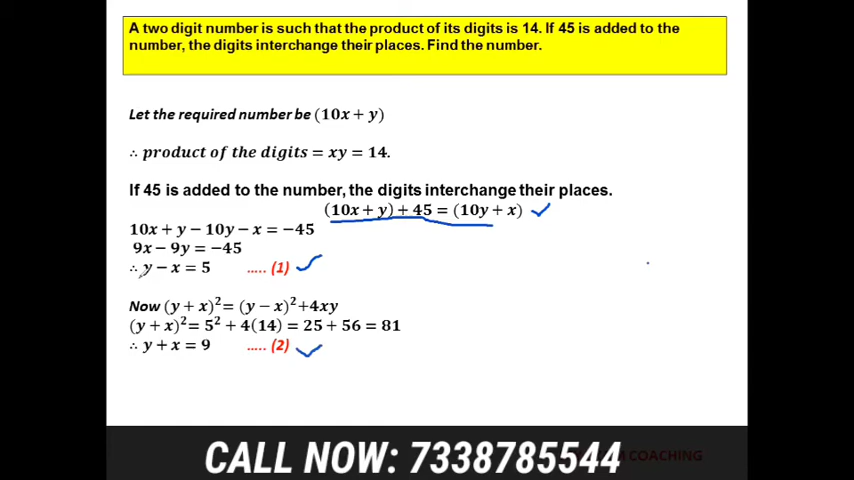 A two digit number is such that the product of its digits is 14. If 45 is added to the
number, the digits interchange their places. Find the number.
Let the required number be (10x + y)
∴ product of the digits = xy = 14.
If 45 is added to the number, the digits interchange their places.
(10x + y) + 45 = (10y + x)
10x + y − 10y − x = −45
9x − 9y = −45
∴ y − x = 5 ..... (1)
Now (y + x)²= (y − x)²+4xy
(y + x)²= 5² + 4(14) = 25 + 56 = 81
∴ y + x = 9 ..... (2)
CALL NOW: 7338785544
COACHING